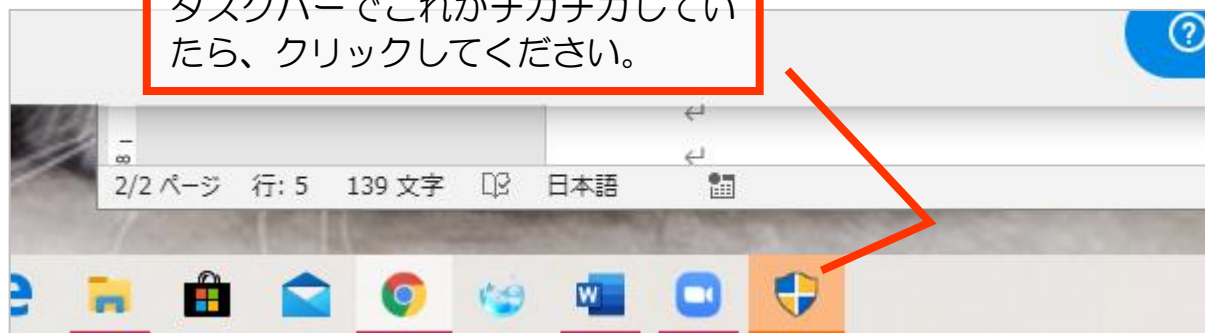 タスクバーでこれがチカチカしてい
たら、クリックしてください。
8
2/2 ページ 行: 5 139 文字 日本語